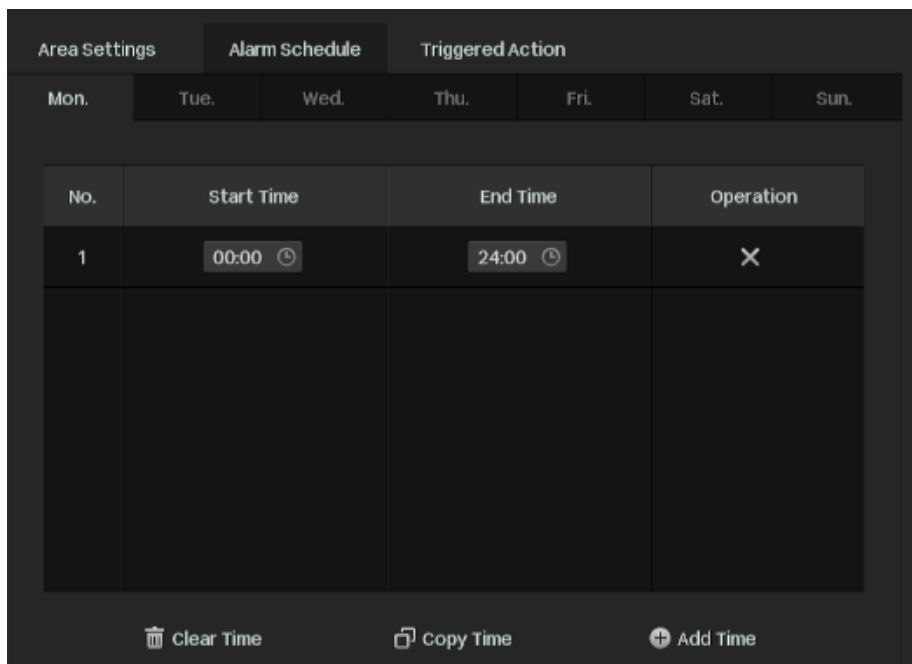 Area Settings Alarm Schedule Triggered Action
Mon. Tue. Wed. Thu. Fri. Sat. Sun.
No. Start Time End Time Operation
1 00:00 24:00
Clear Time Copy Time Add Time